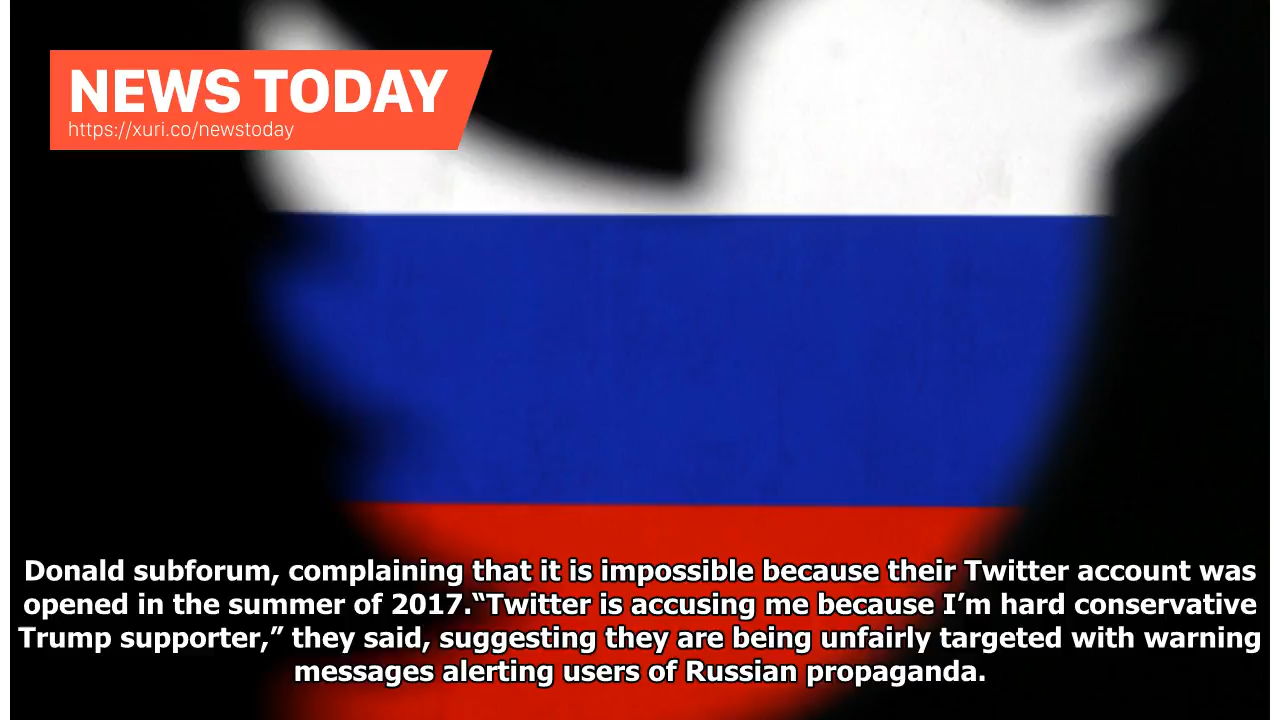 NEWS TODAY
https://xuri.co/newstoday
Donald subforum, complaining that it is impossible because their Twitter account was
opened in the summer of 2017.“Twitter is accusing me because I’m hard conservative
Trump supporter,” they said, suggesting they are being unfairly targeted with warning
messages alerting users of Russian propaganda.